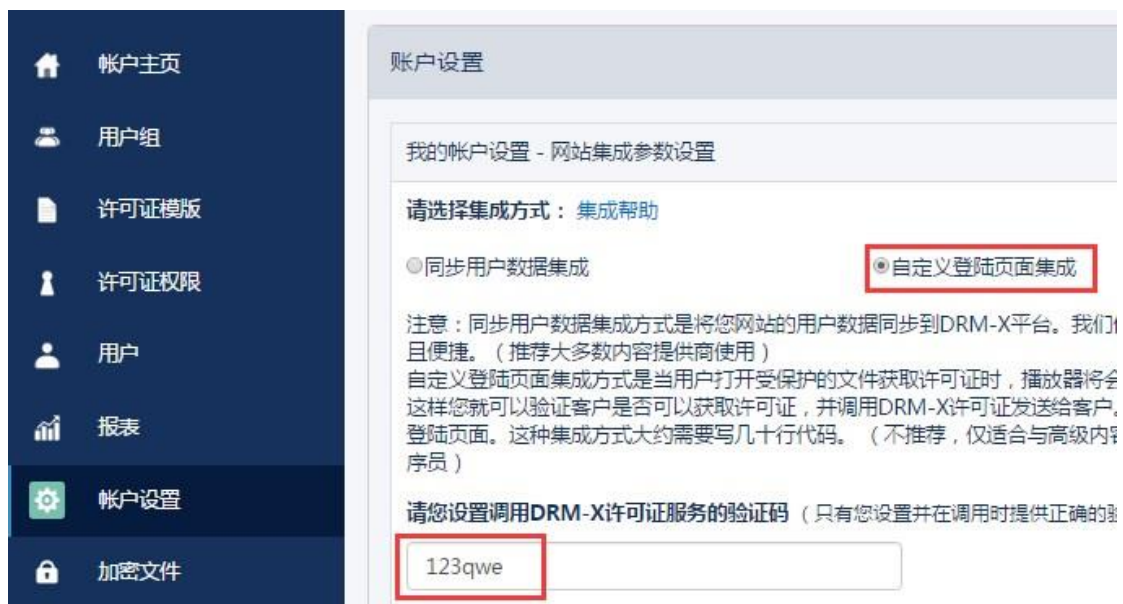 帐户主页
用户组
许可证模版
许可证权限
用户
报表
帐户设置
加密文件
账户设置
我的帐户设置 - 网站集成参数设置
请选择集成方式： 集成帮助
同步用户数据集成
自定义登陆页面集成
注意：同步用户数据集成方式是将您网站的用户数据同步到DRM-X平台。我们
且便捷。（推荐大多数内容提供商使用）
自定义登陆页面集成方式是当用户打开受保护的文件获取许可证时，播放器将会
这样您就可以验证客户是否可以获取许可证，并调用DRM-X许可证发送给客户。
登陆页面。这种集成方式大约需要写几十行代码。（不推荐，仅适合与高级内容
序员）
请您设置调用DRM-X许可证服务的验证码（只有您设置并在调用时提供正确的
123qwe